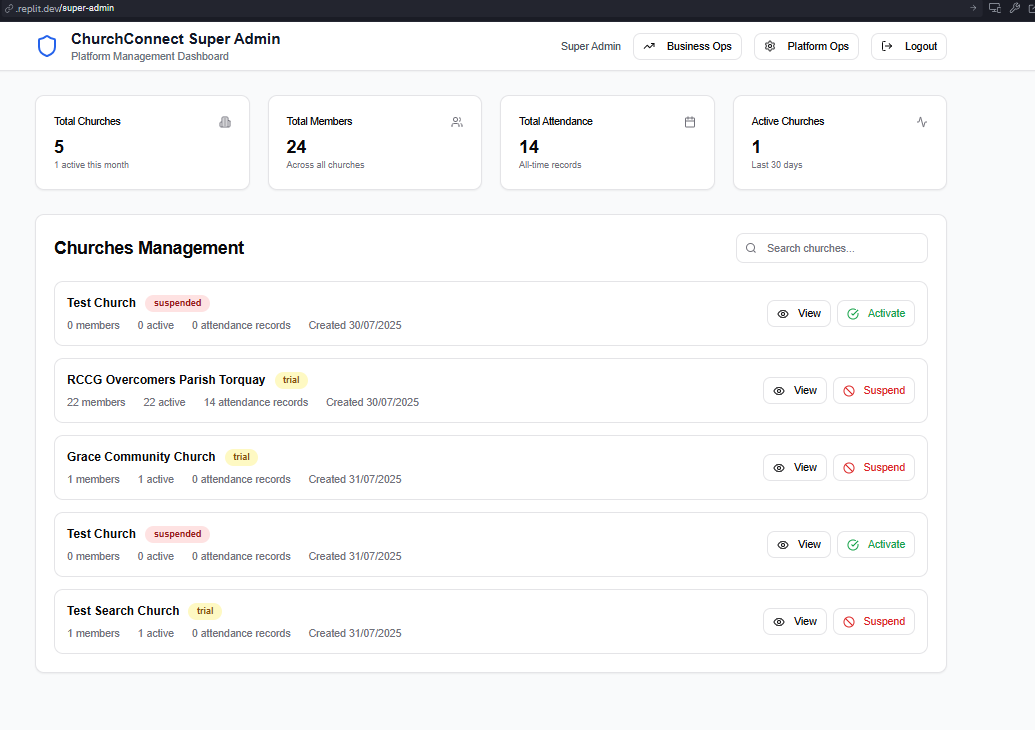 .replit.dev/super-admin
ChurchConnect Super Admin
Platform Management Dashboard
Super Admin
Business Ops
Platform Ops
Logout
Total Churches
5
1 active this month
Total Members
24
Across all churches
Total Attendance
14
All-time records
Active Churches
1
Last 30 days
Churches Management
Search churches...
Test Church suspended
0 members 0 active 0 attendance records Created 30/07/2025
View Activate
RCCG Overcomers Parish Torquay trial
22 members 22 active 14 attendance records Created 30/07/2025
View Suspend
Grace Community Church trial
1 members 1 active 0 attendance records Created 31/07/2025
View Suspend
Test Church suspended
0 members 0 active 0 attendance records Created 31/07/2025
View Activate
Test Search Church trial
1 members 1 active 0 attendance records Created 31/07/2025
View Suspend